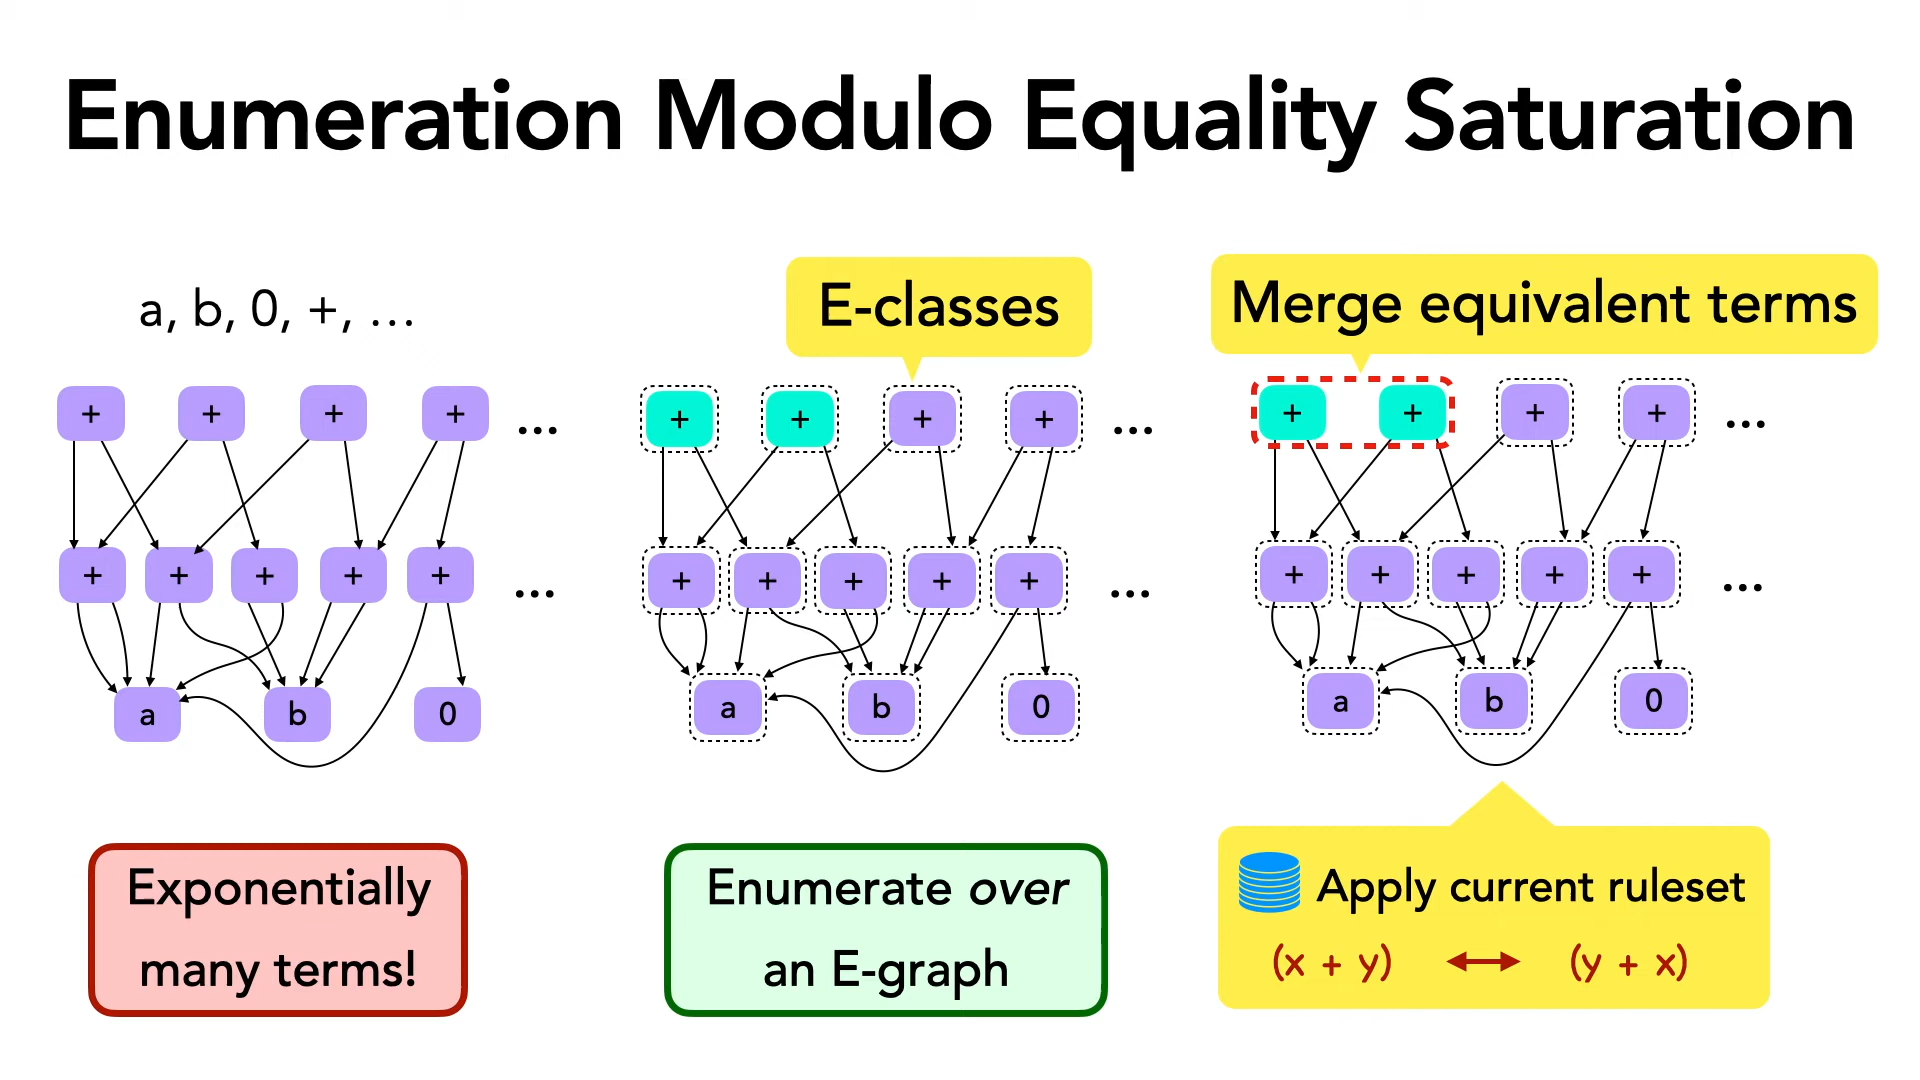 Enumeration Modulo Equality Saturation
a, b, 0, +, …
E-classes
Merge equivalent terms
+ + + + ...
+ + + + +  ...
a b 0
+ + + + ...
+ + + + + ...
a b 0
+ + + + ...
+ + + + + ...
a b 0
Exponentially
many terms!
Enumerate over
an E-graph
Apply current ruleset
(x + y) ↔ (y + x)